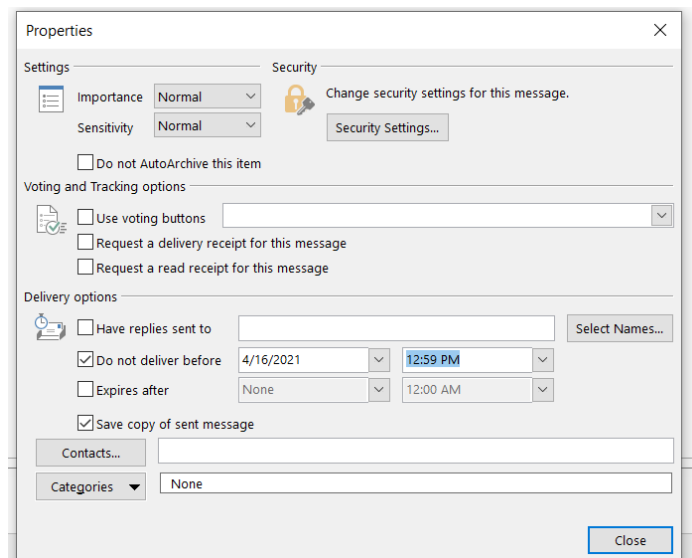 Properties
Settings
Security
Importance Normal
Change security settings for this message.
Sensitivity Normal
Security Settings...
Do not AutoArchive this item
Voting and Tracking options
Use voting buttons
Request a delivery receipt for this message
Request a read receipt for this message
Delivery options
Have replies sent to
Select Names...
Do not deliver before 4/16/2021 12:59 PM
Expires after None 12:00 AM
Save copy of sent message
Contacts...
Categories None
Close